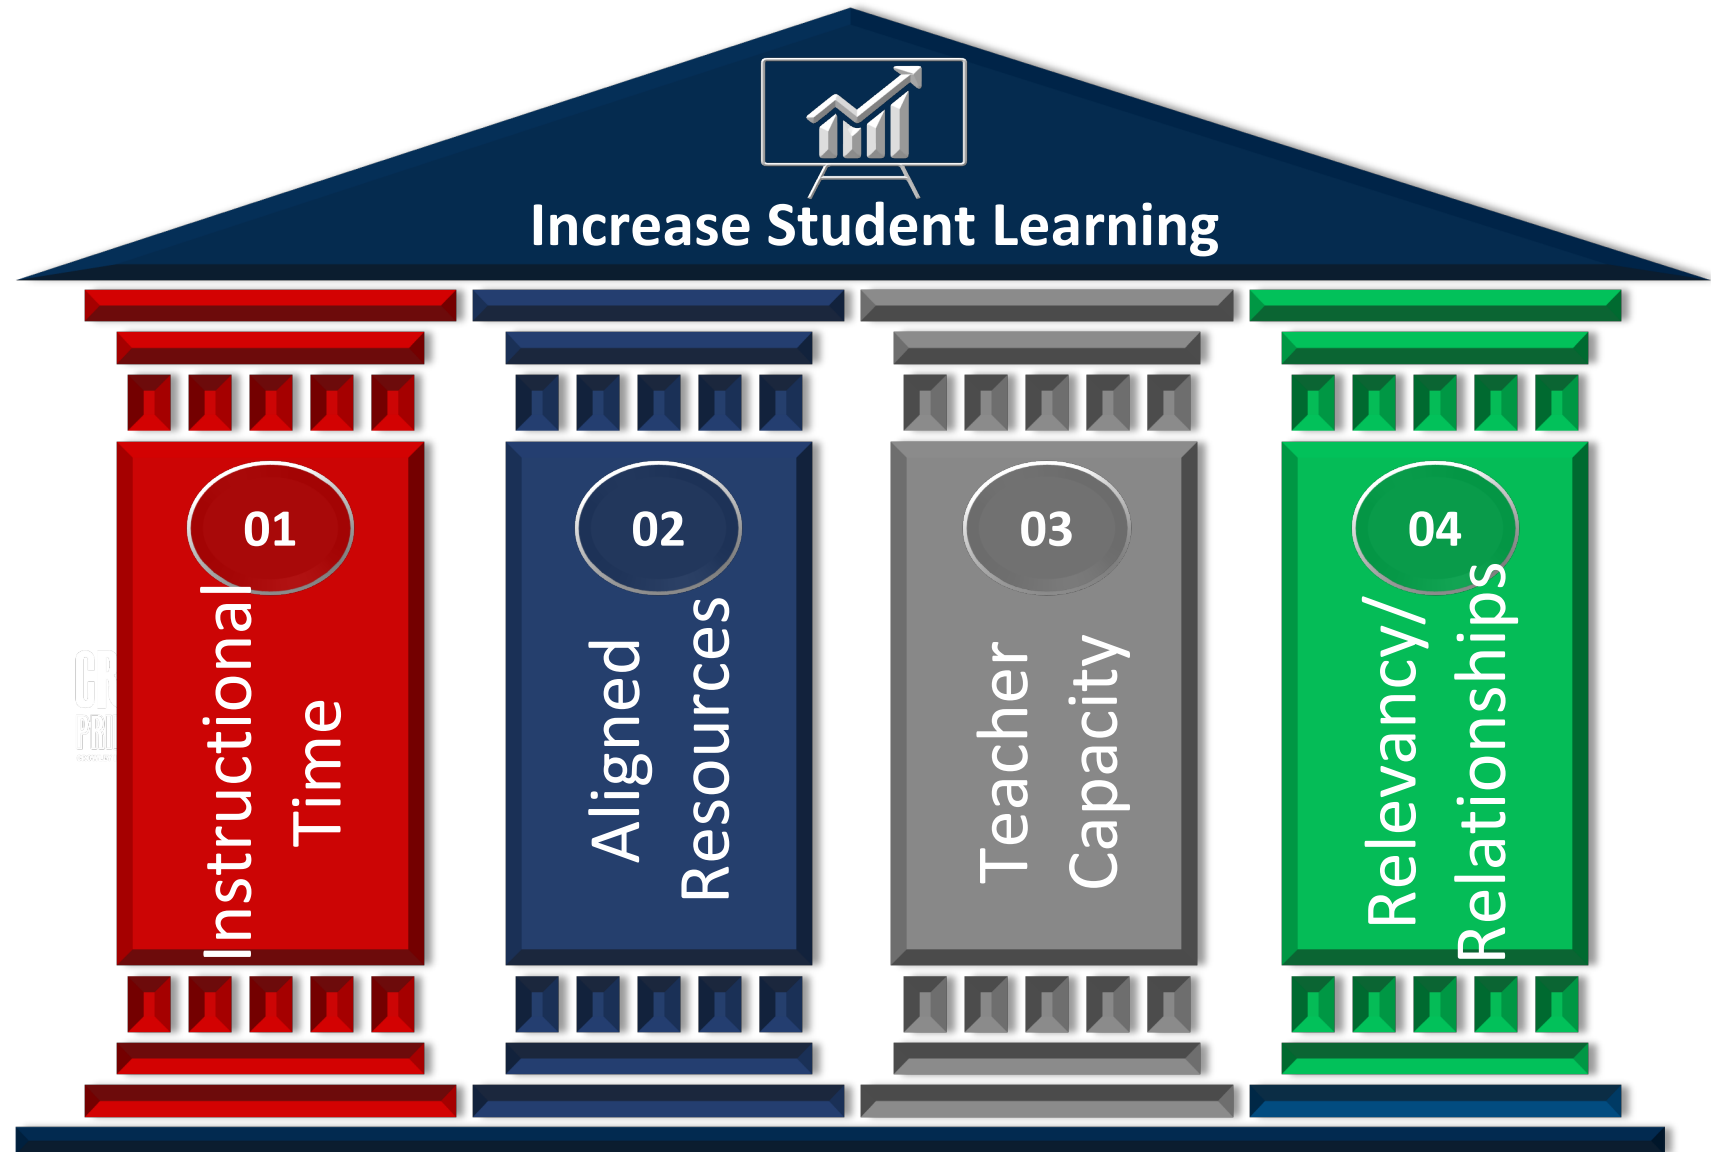 Increase Student Learning
01
Instructional
Time
02
Aligned
Resources
03
Teacher
Capacity
04
Relevancy/
Relationships